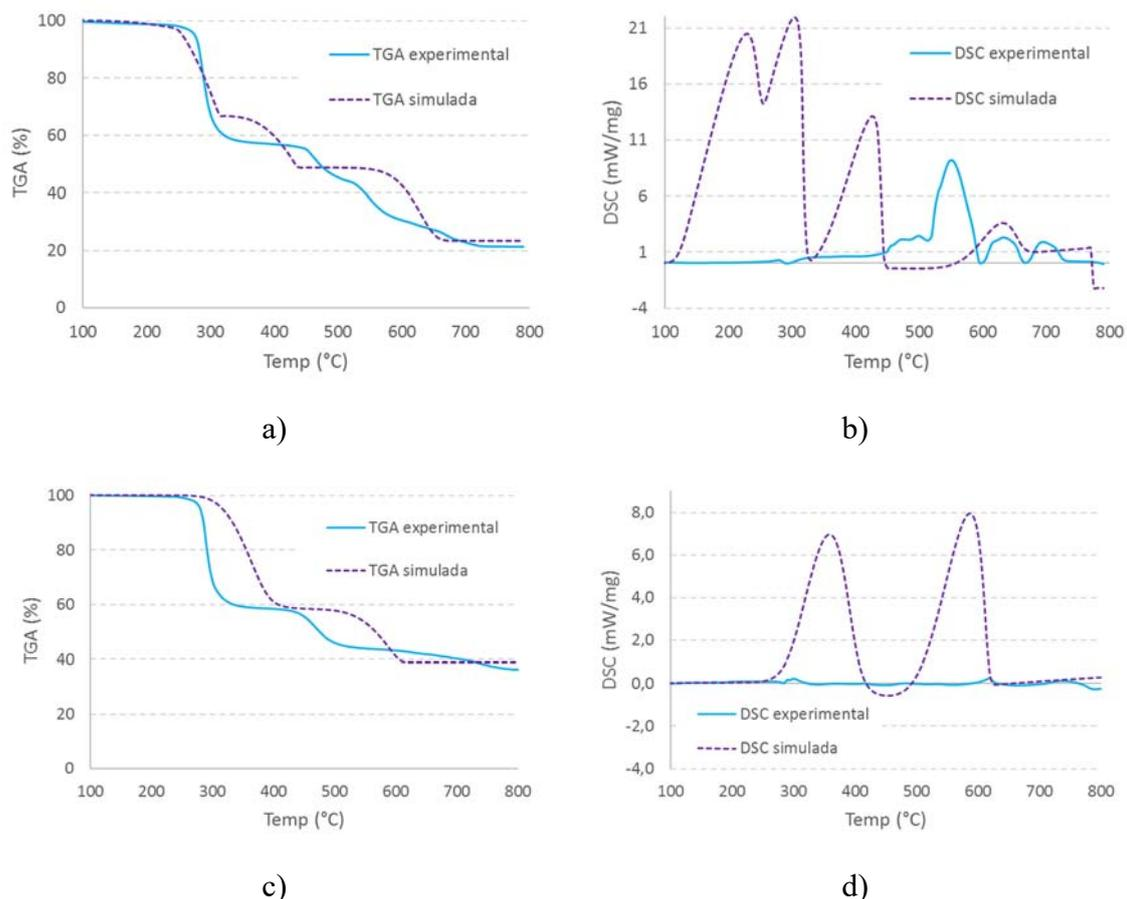 100
80
60
40
20
0
TGA (%)
TGA experimental
TGA simulada
100 200 300 400 500 600 700 800
Temp (°C)
a)
21
16
11
6
1
-4
DSC (mW/mg)
DSC experimental
DSC simulada
100 200 300 400 500 600 700 800
Temp (°C)
b)
100
80
60
40
20
0
TGA (%)
TGA experimental
TGA simulada
100 200 300 400 500 600 700 800
Temp (°C)
c)
8,0
6,0
4,0
2,0
0,0
-2,0
-4,0
DSC (mW/mg)
DSC experimental
DSC simulada
100 200 300 400 500 600 700 800
Temp (°C)
d)